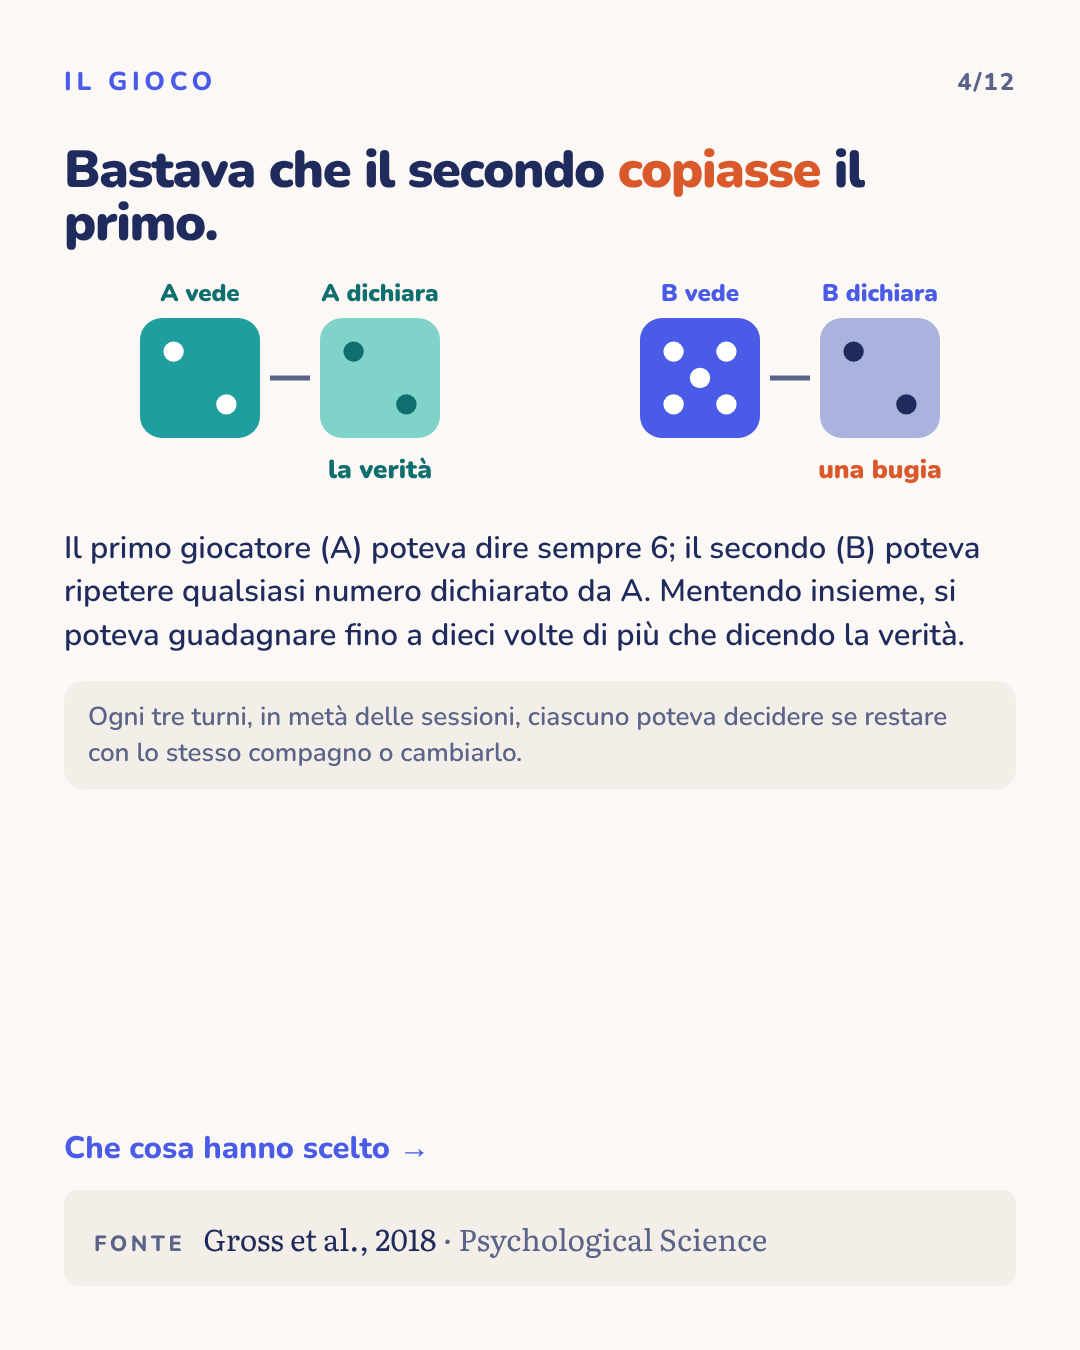 IL GIOCO
4/12
Bastava che il secondo copiasse il
primo.
A vede
A dichiara
B vede
B dichiara
la verità
una bugia
Il primo giocatore (A) poteva dire sempre 6; il secondo (B) poteva
ripetere qualsiasi numero dichiarato da A. Mentendo insieme, si
poteva guadagnare fino a dieci volte di più che dicendo la verità.
Ogni tre turni, in metà delle sessioni, ciascuno poteva decidere se restare
con lo stesso compagno o cambiarlo.
Che cosa hanno scelto →
FONTE Gross et al., 2018 · Psychological Science